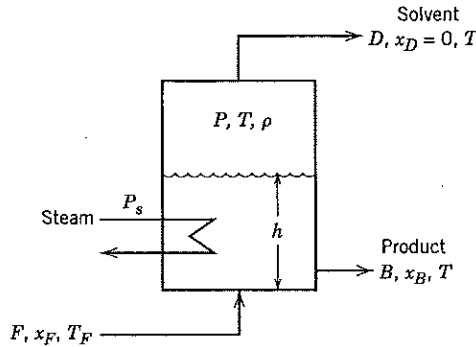 Solvent
D, x_D = 0, T
P, T, ρ
P_s
Steam
h
Product
B, x_B, T
F, x_F, T_F